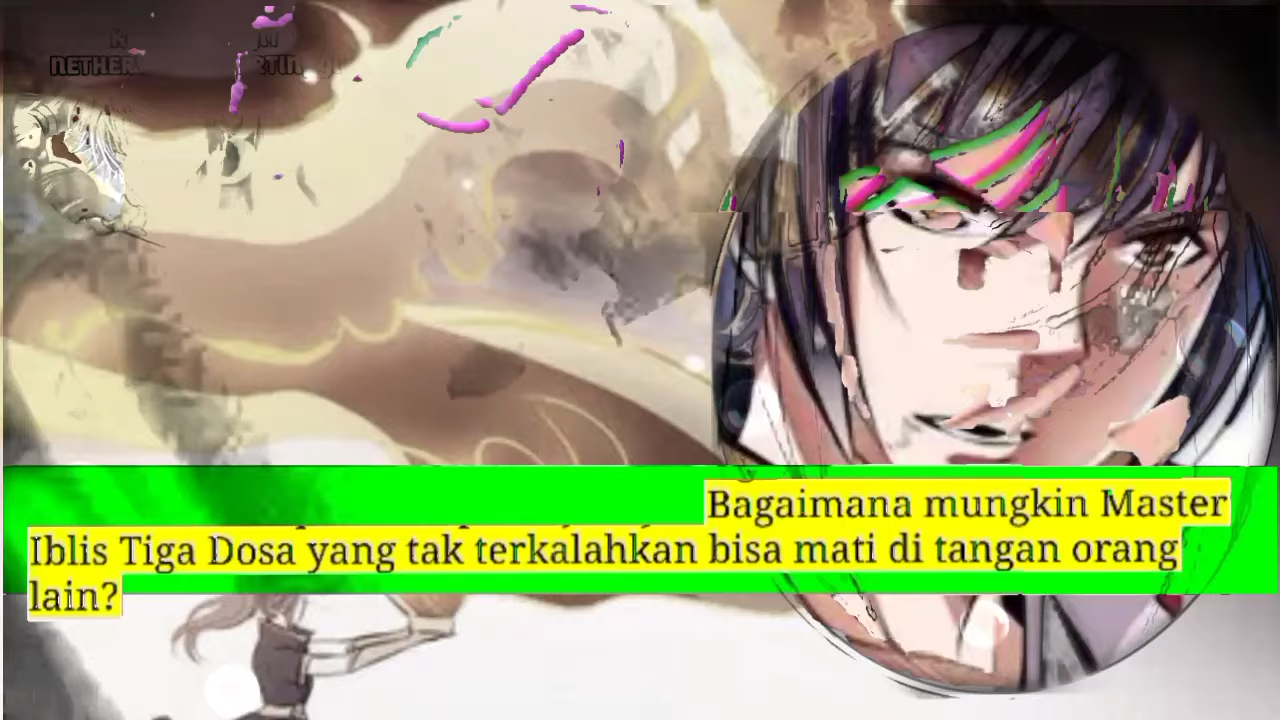 Bagaimana mungkin Master
Iblis Tiga Dosa yang tak terkalahkan bisa mati di tangan orang
lain?